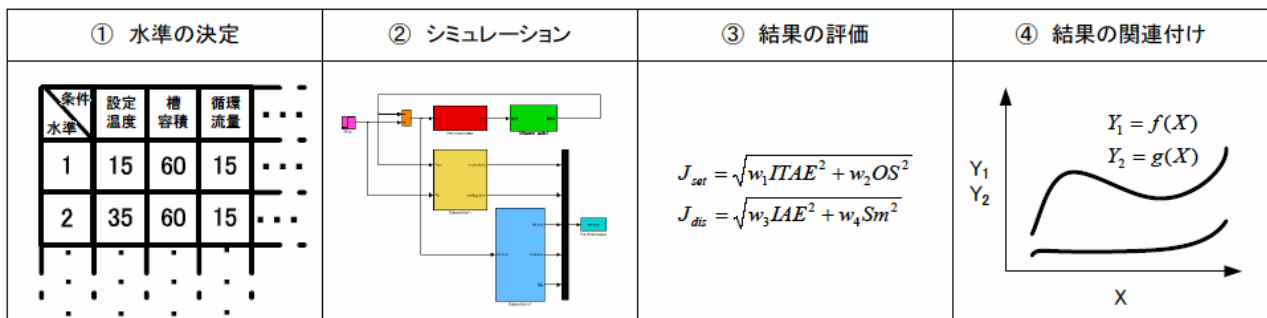 ① 水準の決定
② シミュレーション
③ 結果の評価
④ 結果の関連付け
条件
水準
設定温度
槽容積
循環流量
1 15 60 15
2 35 60 15
J_set = √(w₁ITAE² + w₂OS²)
J_dis = √(w₃IAE² + w₄Sm²)
Y₁ = f(X)
Y₂ = g(X)
Y₁
Y₂
X